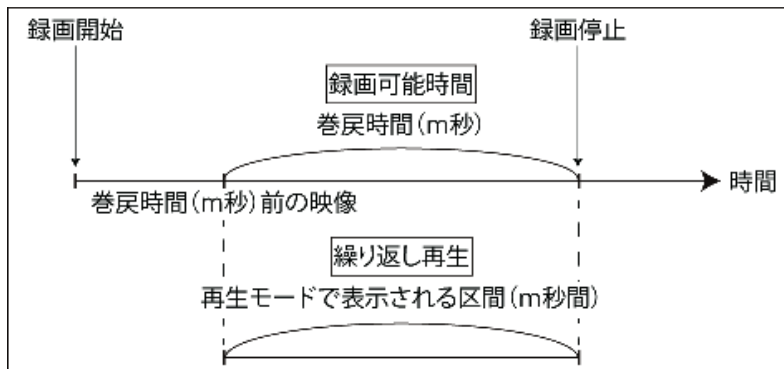 録画開始
録画停止
録画可能時間
巻戻時間(m秒)
時間
巻戻時間(m秒)前の映像
繰り返し再生
再生モードで表示される区間(m秒間)